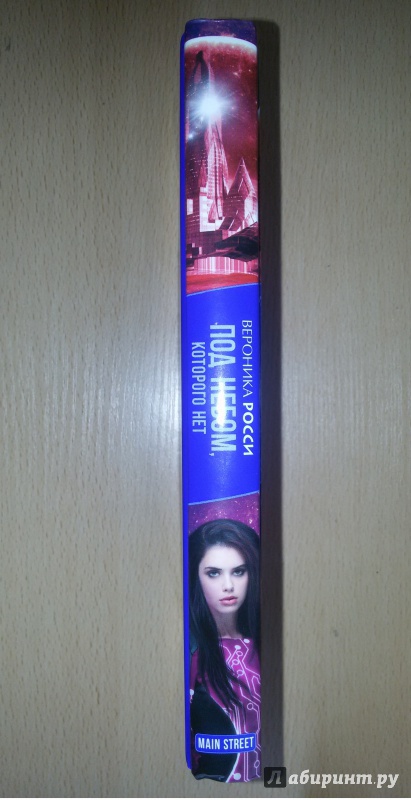 ВЕРОНИКА РОССИ
ПОД НЕБОМ,
КОТОРОГО НЕТ
MAIN STREET
Лабиринт.ру